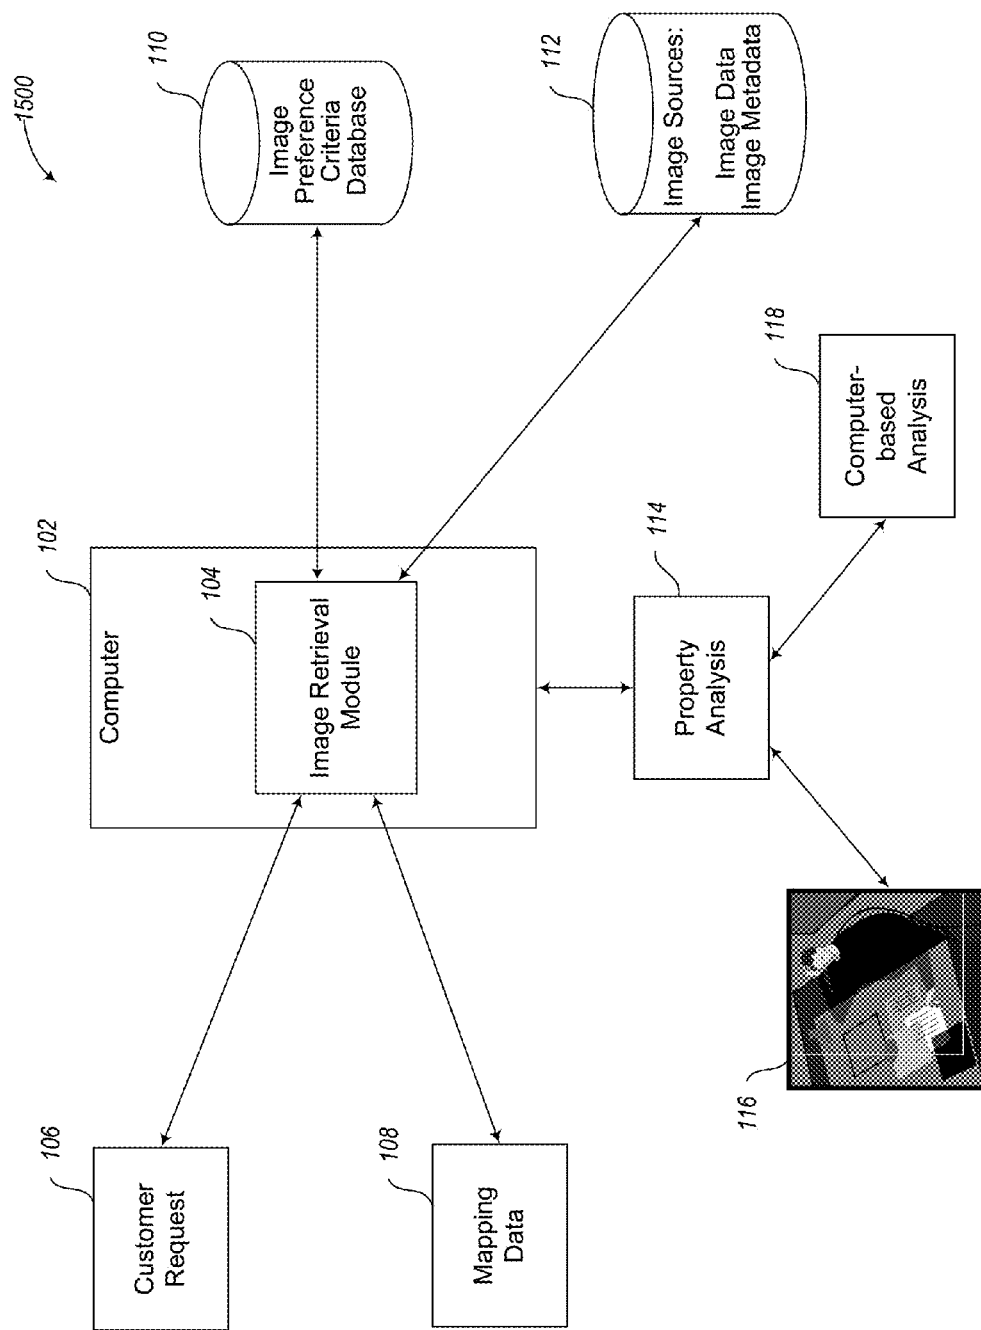 1500
102
Computer
104
Image Retrieval
Module
106
Customer
Request
108
Mapping
Data
110
Image
Preference
Criteria
Database
112
Image Sources:
Image Data
Image Metadata
114
Property
Analysis
116
118
Computer-
based
Analysis